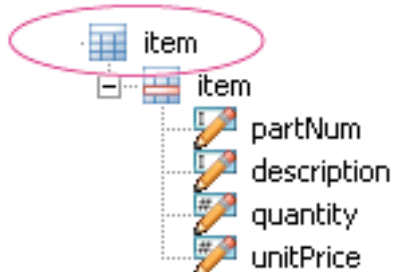 item
item
partNum
description
quantity
unitPrice